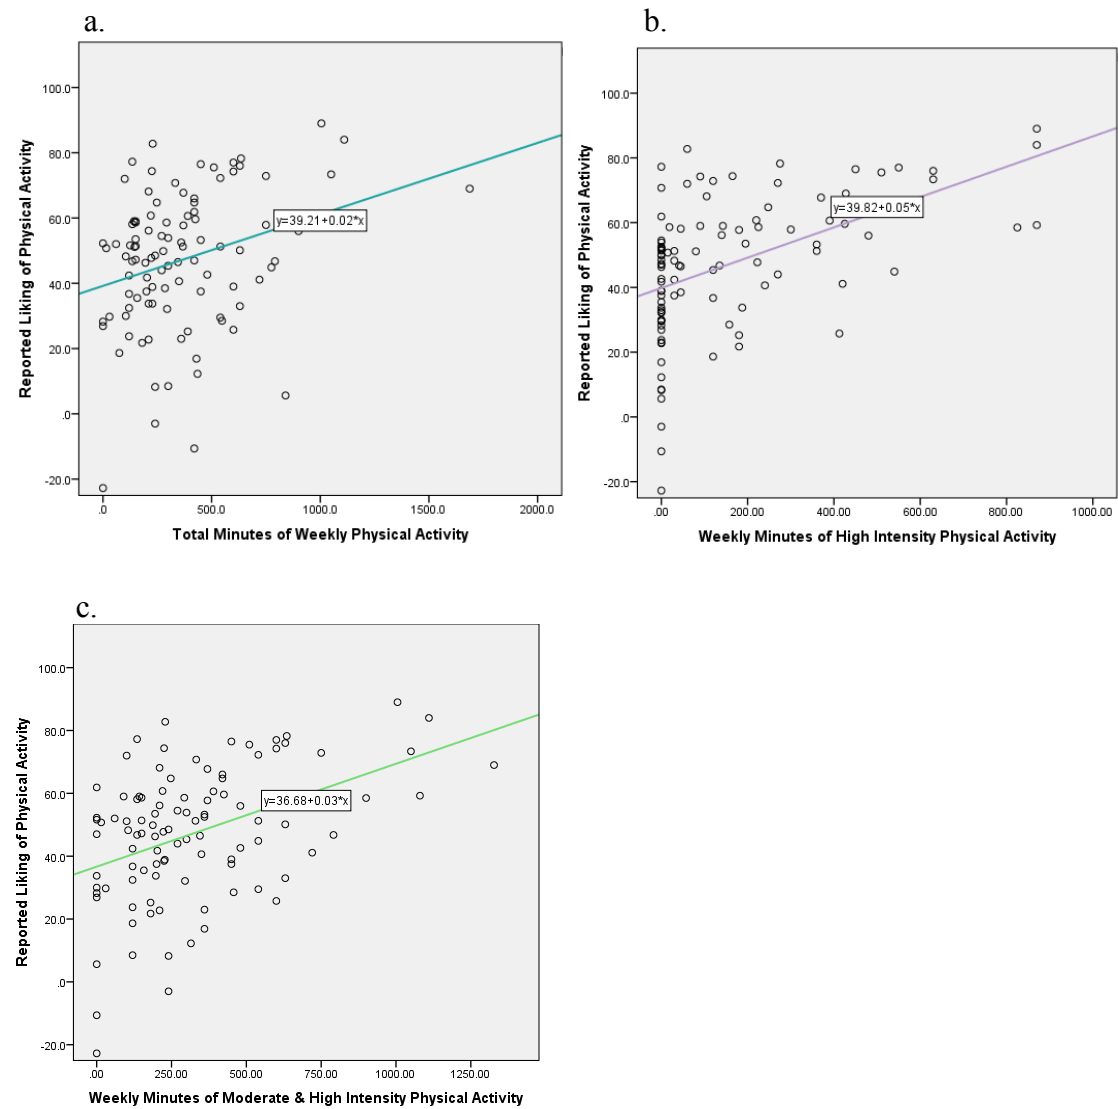 a.
Reported Liking of Physical Activity
100.0
80.0
60.0
40.0
20.0
.0
-20.0
y=39.21+0.02*x
.0 500.0 1000.0 1500.0 2000.0
Total Minutes of Weekly Physical Activity
b.
Reported Liking of Physical Activity
100.0
80.0
60.0
40.0
20.0
.0
-20.0
y=39.82+0.05*x
.00 200.00 400.00 600.00 800.00 1000.00
Weekly Minutes of High Intensity Physical Activity
c.
Reported Liking of Physical Activity
100.0
80.0
60.0
40.0
20.0
.0
-20.0
y=36.68+0.03*x
.00 250.00 500.00 750.00 1000.00 1250.00
Weekly Minutes of Moderate & High Intensity Physical Activity